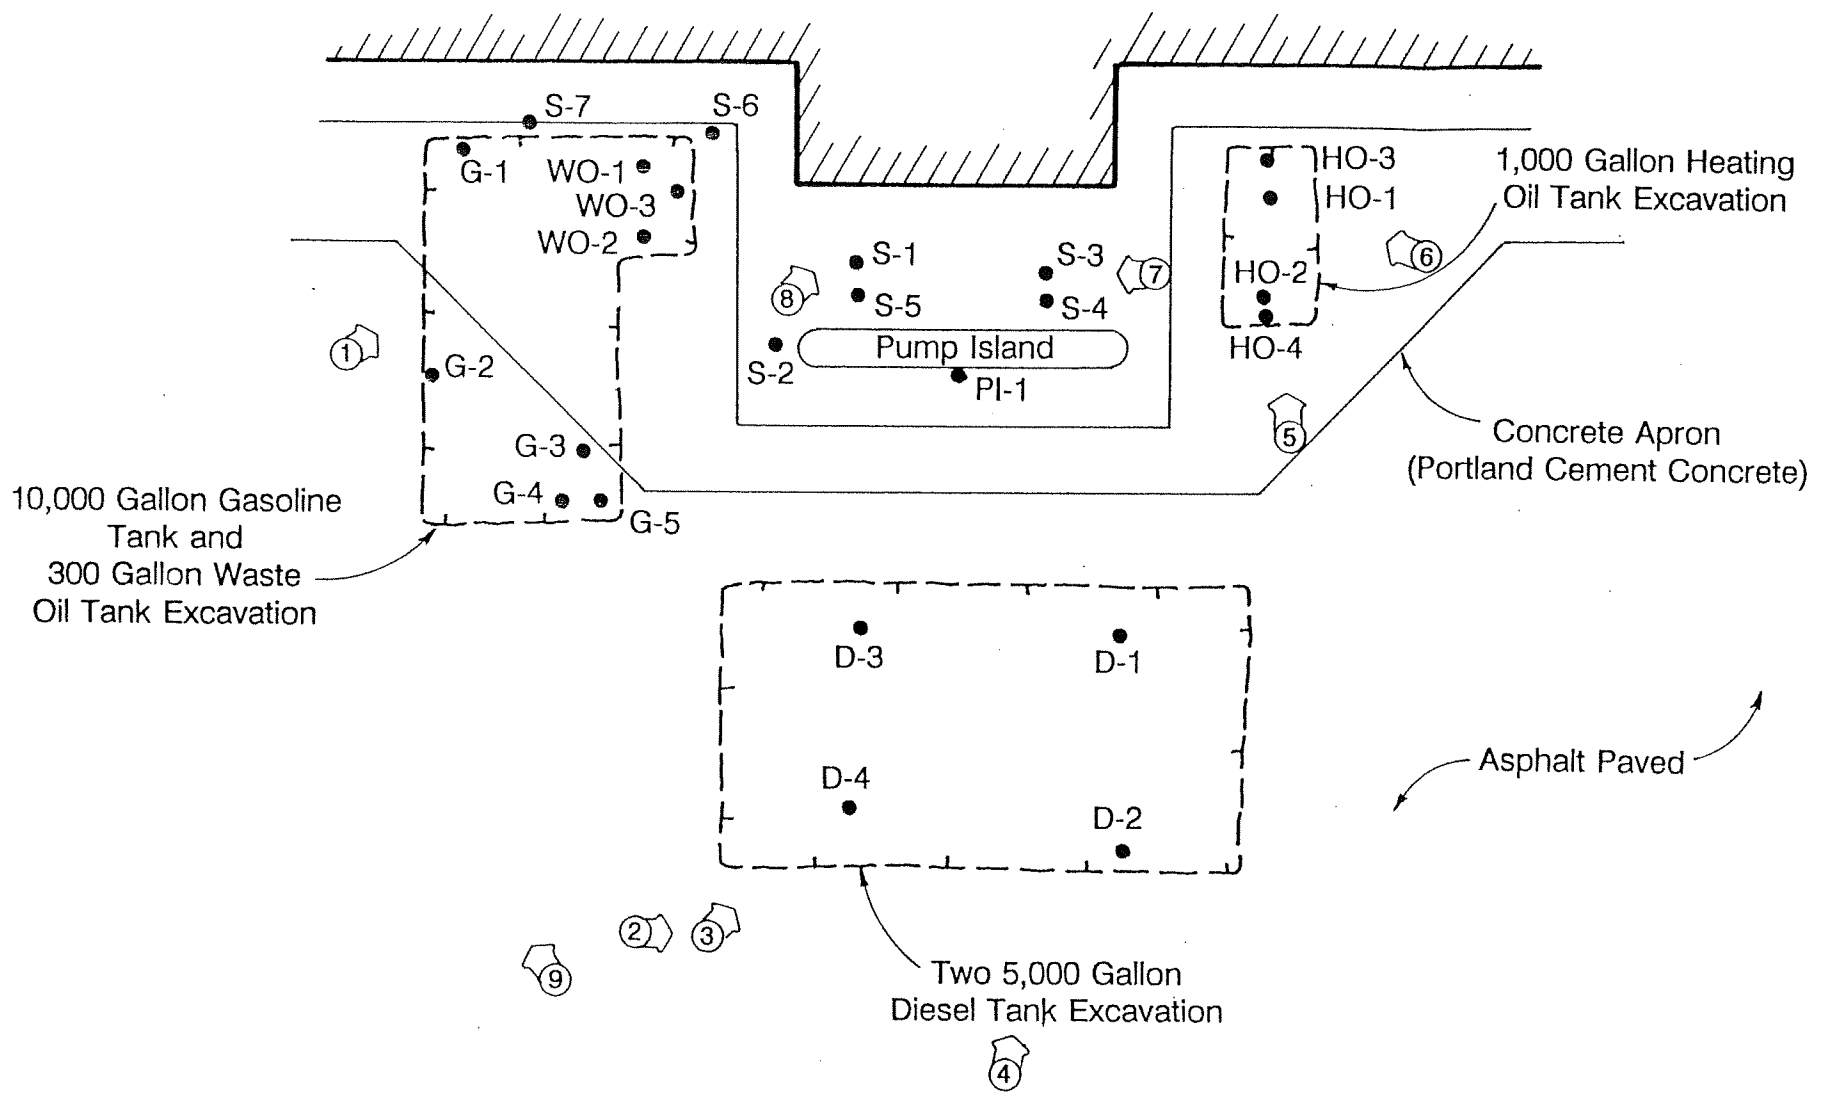 S-7
S-6
G-1
WO-1
WO-3
WO-2
HO-3
HO-1
HO-2
HO-4
1,000 Gallon Heating
Oil Tank Excavation
S-1
S-5
S-3
S-4
8
7
6
Pump Island
S-2
PI-1
1
G-2
G-3
G-4
G-5
5
Concrete Apron
(Portland Cement Concrete)
10,000 Gallon Gasoline
Tank and
300 Gallon Waste
Oil Tank Excavation
D-3
D-1
D-4
D-2
Asphalt Paved
2
3
9
Two 5,000 Gallon
Diesel Tank Excavation
4